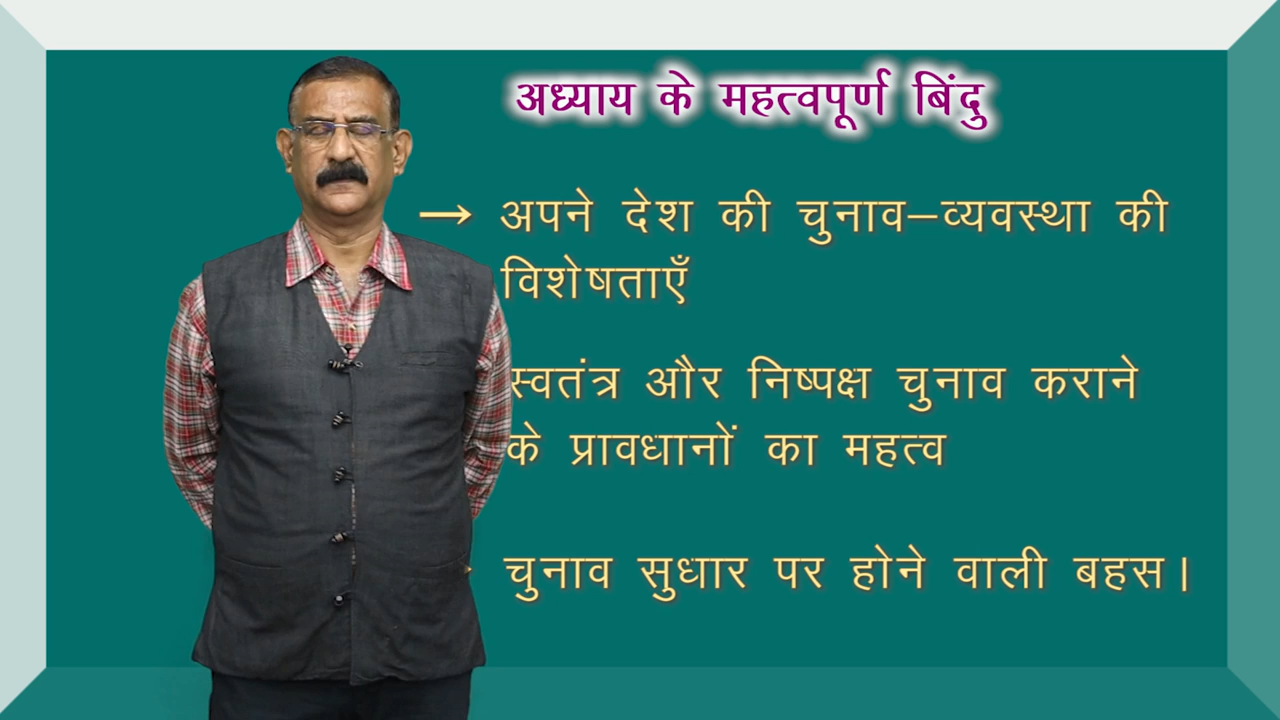 अध्याय के महत्वपूर्ण बिंदु
→ अपने देश की चुनाव–व्यवस्था की
विशेषताएँ
स्वतंत्र और निष्पक्ष चुनाव कराने
के प्रावधानों का महत्व
चुनाव सुधार पर होने वाली बहस।